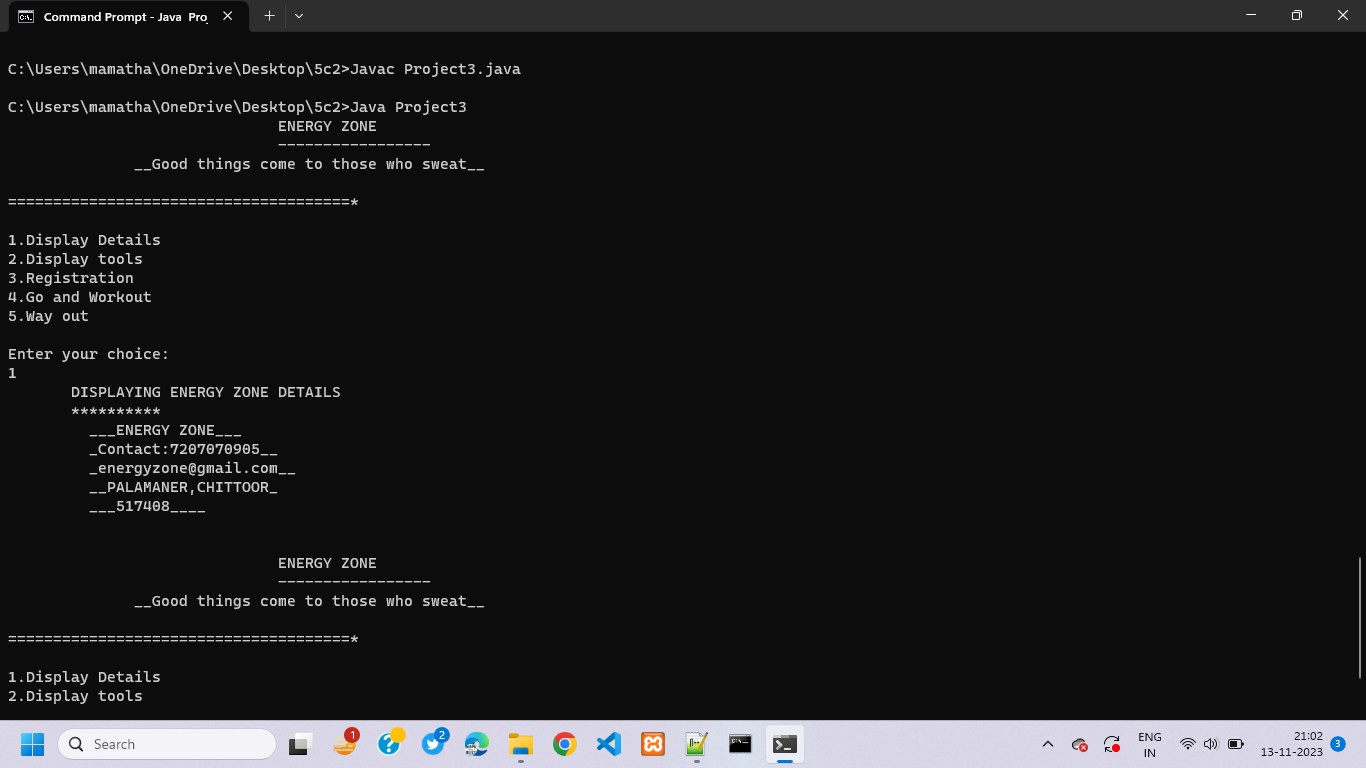 Command Prompt - Java  Proj
C:\Users\mamatha\OneDrive\Desktop\5c2>Javac Project3.java
C:\Users\mamatha\OneDrive\Desktop\5c2>Java Project3
ENERGY ZONE
-----------------
__Good things come to those who sweat__
======================================*
1.Display Details
2.Display tools
3.Registration
4.Go and Workout
5.Way out
Enter your choice:
1
DISPLAYING ENERGY ZONE DETAILS
**********
___ENERGY ZONE___
_Contact:7207070905__
_energyzone@gmail.com__
__PALAMANER,CHITTOOR_
___517408____
ENERGY ZONE
-----------------
__Good things come to those who sweat__
======================================*
1.Display Details
2.Display tools
Search
1
2
ENG
IN
21:02
13-11-2023
3